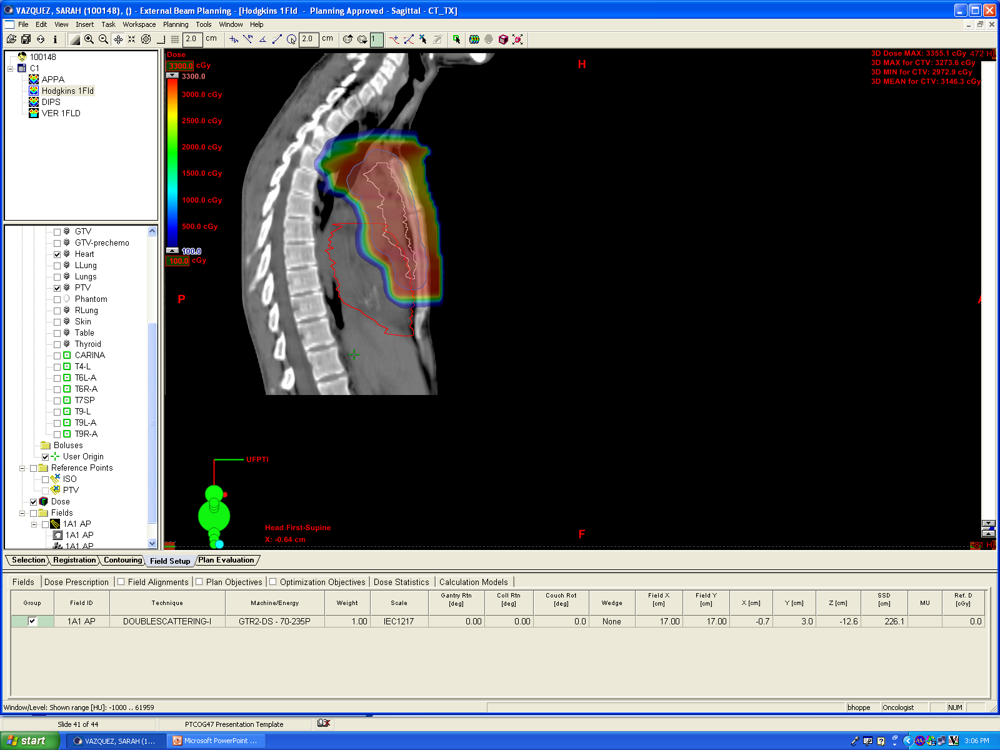 VAZQUEZ, SARAH (100148), () - External Beam Planning - [Hodgkins 1Fld - Planning Approved - Sagittal - CT_TX]
File Edit View Insert Task Workspace Planning Tools Window Help
2.0 cm 2.0 cm 1
100148
C1
APPA
Hodgkins 1Fld
DIPS
VER 1FLD
GTV
GTV-prechemo
Heart
LLung
Lungs
PTV
Phantom
RLung
Skin
Table
Thyroid
CARINA
T4-L
T6L-A
T6R-A
T7SP
T9-L
T9L-A
T9R-A
Boluses
User Origin
Reference Points
ISO
PTV
Dose
Fields
1A1 AP
1A1 AP
1A1 AP
Dose
3300.0 cGy
3300.0
3000.0 cGy
2500.0 cGy
2000.0 cGy
1500.0 cGy
1000.0 cGy
500.0 cGy
100.0
100.0 cGy
H
P
F
3D Dose MAX: 3355.1 cGy 472 HU
3D MAX for CTV: 3273.6 cGy
3D MIN for CTV: 2972.9 cGy
3D MEAN for CTV: 3146.3 cGy
UFPTI
Head First-Supine
X: -0.64 cm
Selection Registration Contouring Field Setup Plan Evaluation
Fields Dose Prescription Field Alignments Plan Objectives Optimization Objectives Dose Statistics Calculation Models
Group Field ID Technique Machine/Energy Weight Scale Gantry Rtn [deg] Coll Rtn [deg] Couch Rot [deg] Wedge Field X [cm] Field Y [cm] X [cm] Y [cm] Z [cm] SSD [cm] MU Ref. D [cGy]
1A1 AP DOUBLESCATTERING-I GTR2-DS - 70-235P 1.00 IEC1217 0.00 0.00 0.0 None 17.00 17.00 -0.7 3.0 -12.6 226.1 0.0
Window/Level: Shown range [HU]: -1000 .. 61959 bhoppe Oncologist NUM
Slide 41 of 44 PTCOG47 Presentation Template
start VAZQUEZ, SARAH (1... Microsoft PowerPoint ... 3:06 PM